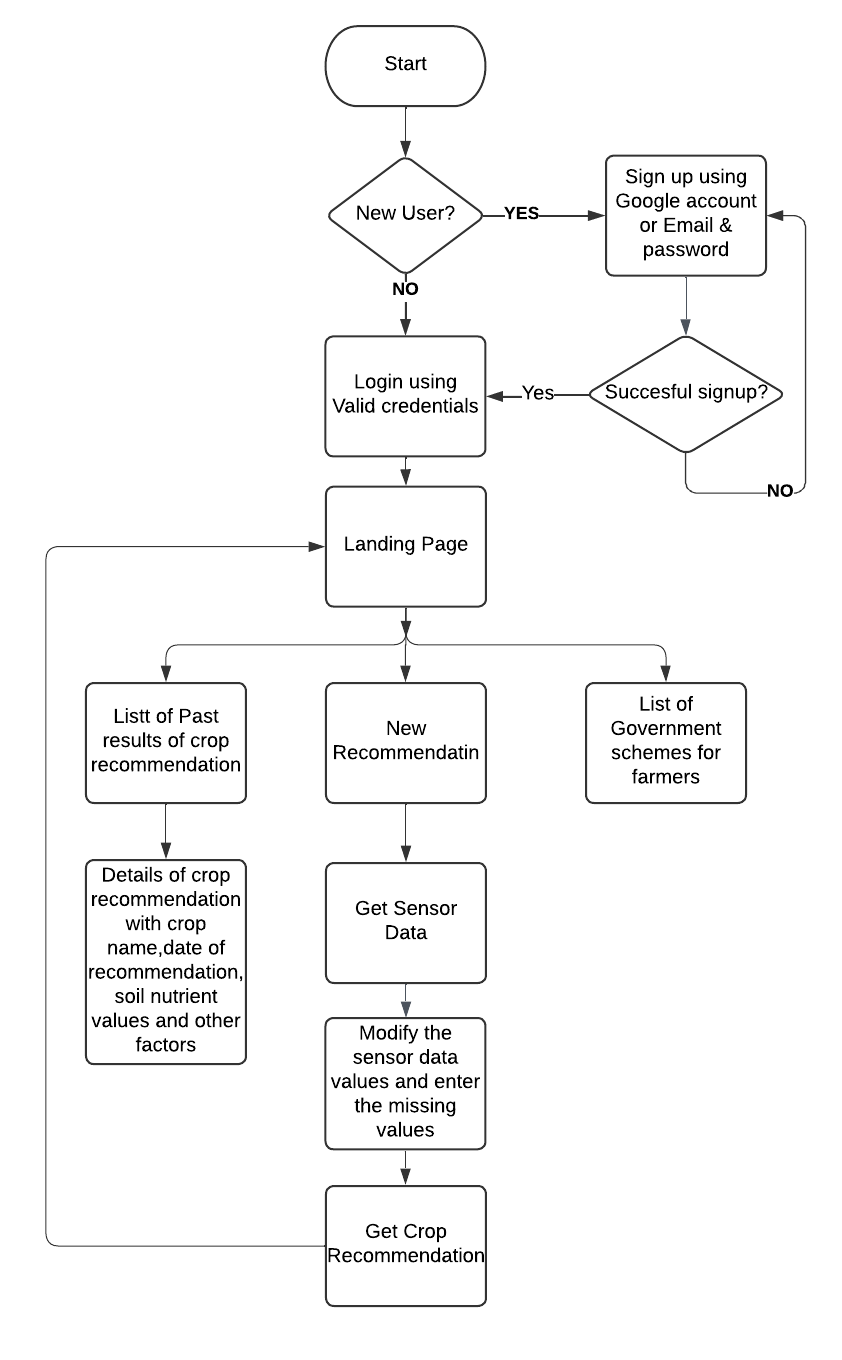 Start
New User?
YES
Sign up using
Google account
or Email &
password
NO
Login using
Valid credentials
Yes
Succesful signup?
NO
Landing Page
Listt of Past
results of crop
recommendation
New
Recommendatin
List of
Government
schemes for
farmers
Details of crop
recommendation
with crop
name,date of
recommendation,
soil nutrient
values and other
factors
Get Sensor
Data
Modify the
sensor data
values and enter
the missing
values
Get Crop
Recommendation